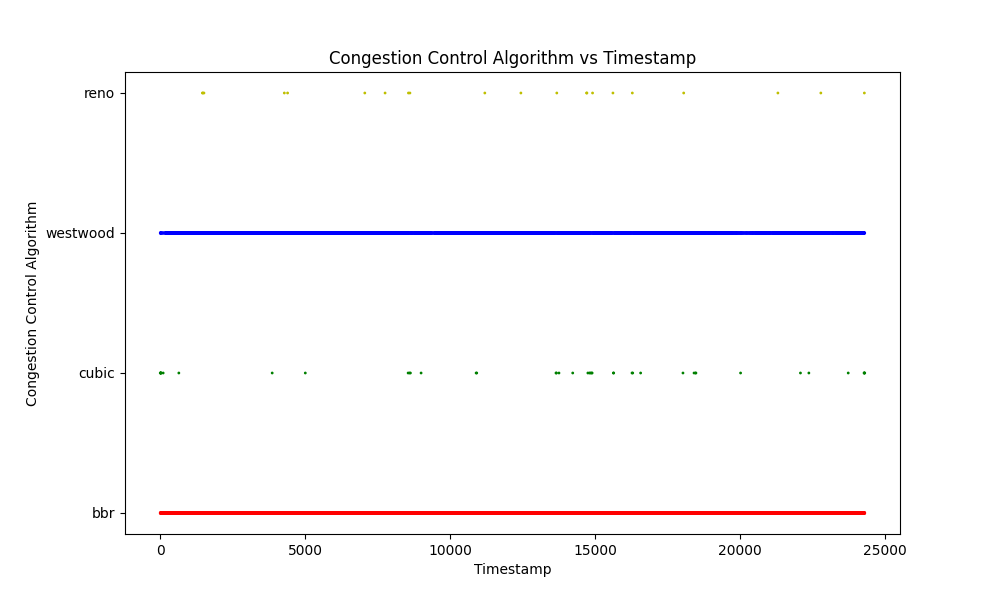 Congestion Control Algorithm vs Timestamp
reno
westwood
cubic
bbr
Congestion Control Algorithm
0 5000 10000 15000 20000 25000
Timestamp